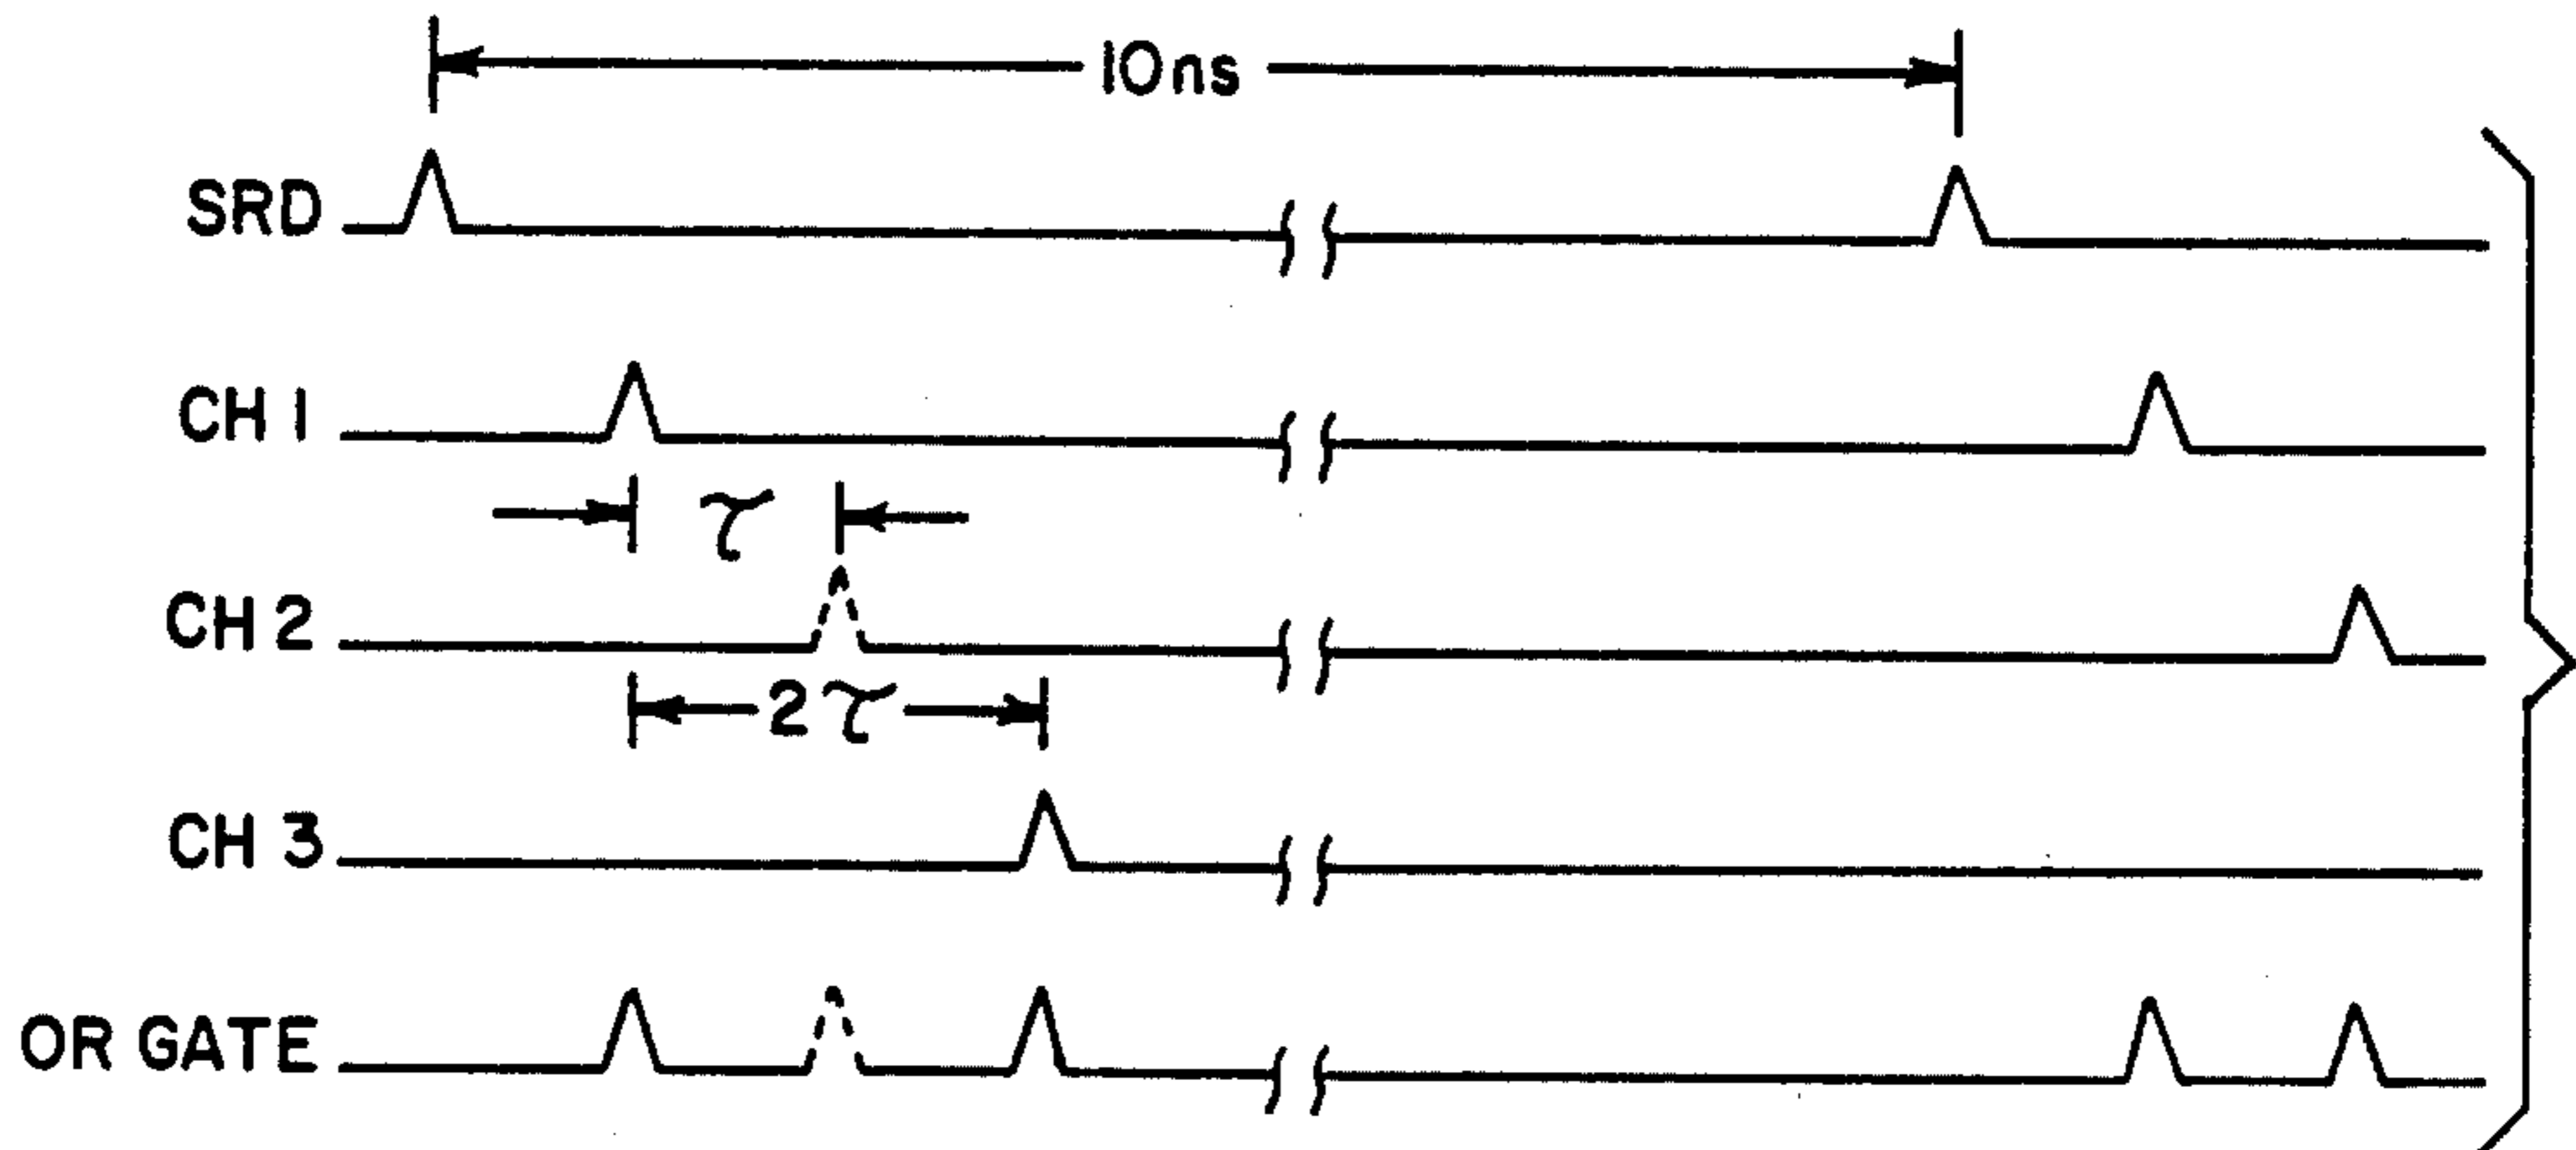 10ns
SRD
CH 1
τ
CH 2
2τ
CH 3
OR GATE